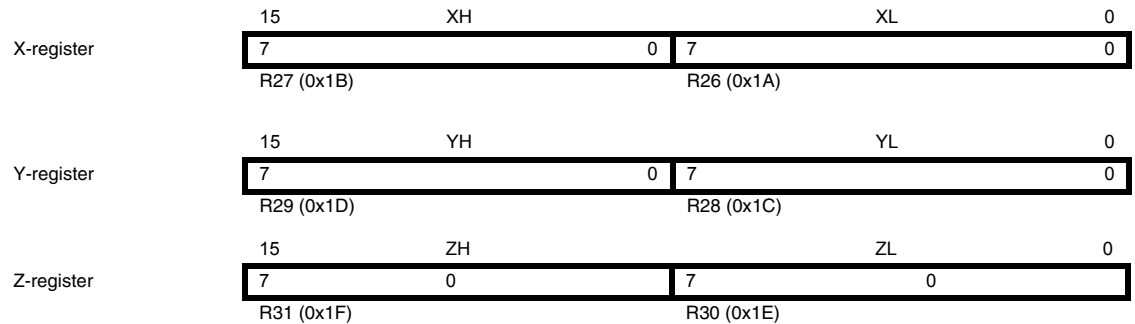 15 XH XL 0
X-register 7 0 7 0
R27 (0x1B) R26 (0x1A)
15 YH YL 0
Y-register 7 0 7 0
R29 (0x1D) R28 (0x1C)
15 ZH ZL 0
Z-register 7 0 7 0
R31 (0x1F) R30 (0x1E)